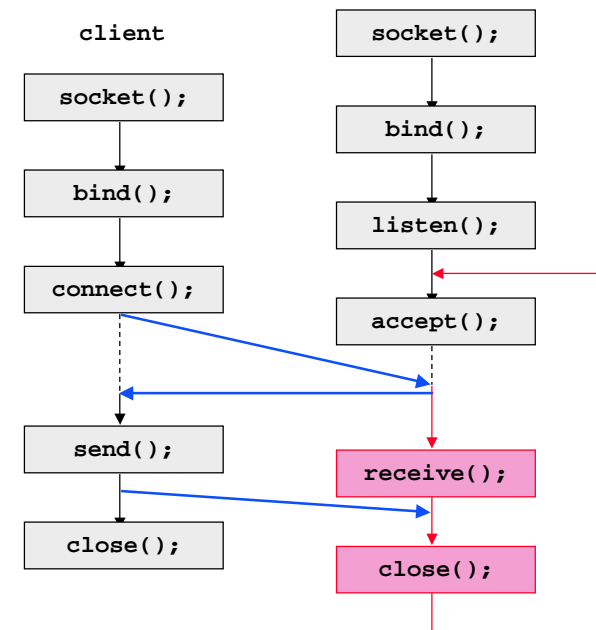 client
socket();
bind();
connect();
send();
close();
socket();
bind();
listen();
accept();
receive();
close();